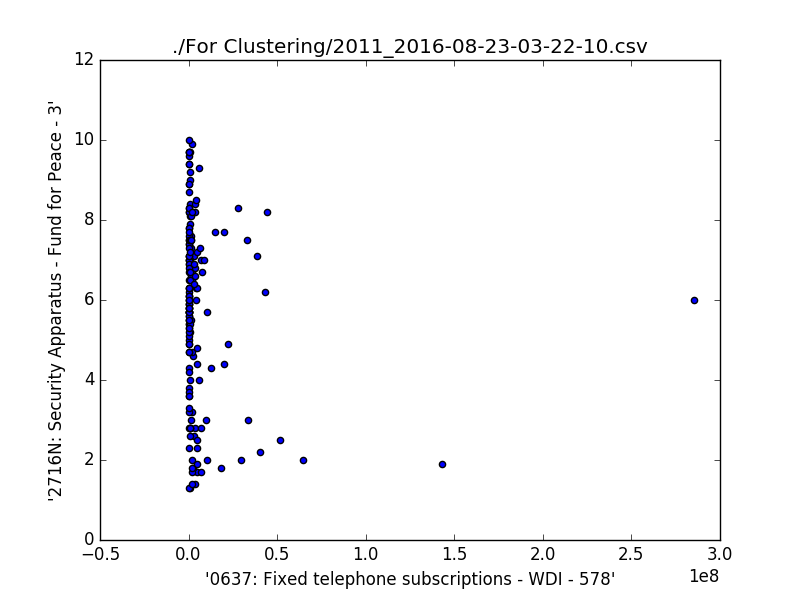 ./For Clustering/2011_2016-08-23-03-22-10.csv
12
10
8
6
4
2
0
'2716N: Security Apparatus - Fund for Peace - 3'
−0.5 0.0 0.5 1.0 1.5 2.0 2.5 3.0
1e8
'0637: Fixed telephone subscriptions - WDI - 578'